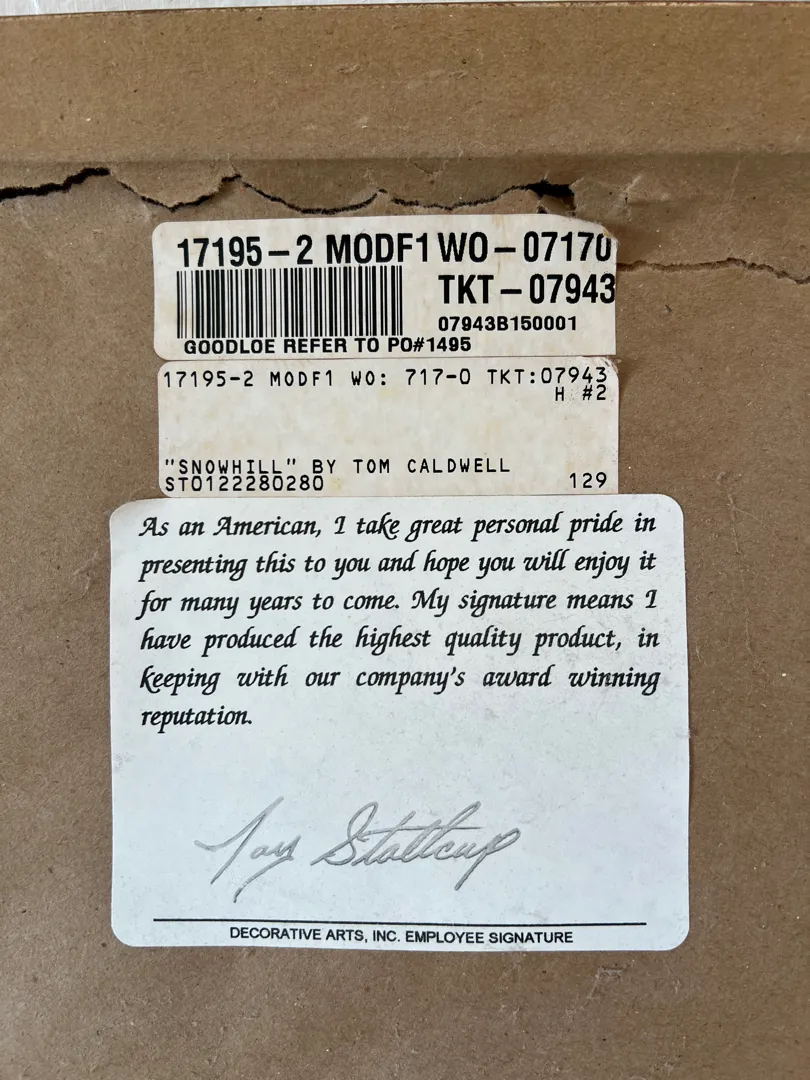 17195-2 MODF1 WO-07170
TKT-07943
07943B150001
GOODLOE REFER TO PO#1495
17195-2 MODF1 WO: 717-0 TKT:07943
H #2
"SNOWHILL" BY TOM CALDWELL
STO122280280 129
As an American, I take great personal pride in
presenting this to you and hope you will enjoy it
for many years to come. My signature means I
have produced the highest quality product, in
keeping with our company's award winning
reputation.
Stallcup
DECORATIVE ARTS, INC. EMPLOYEE SIGNATURE